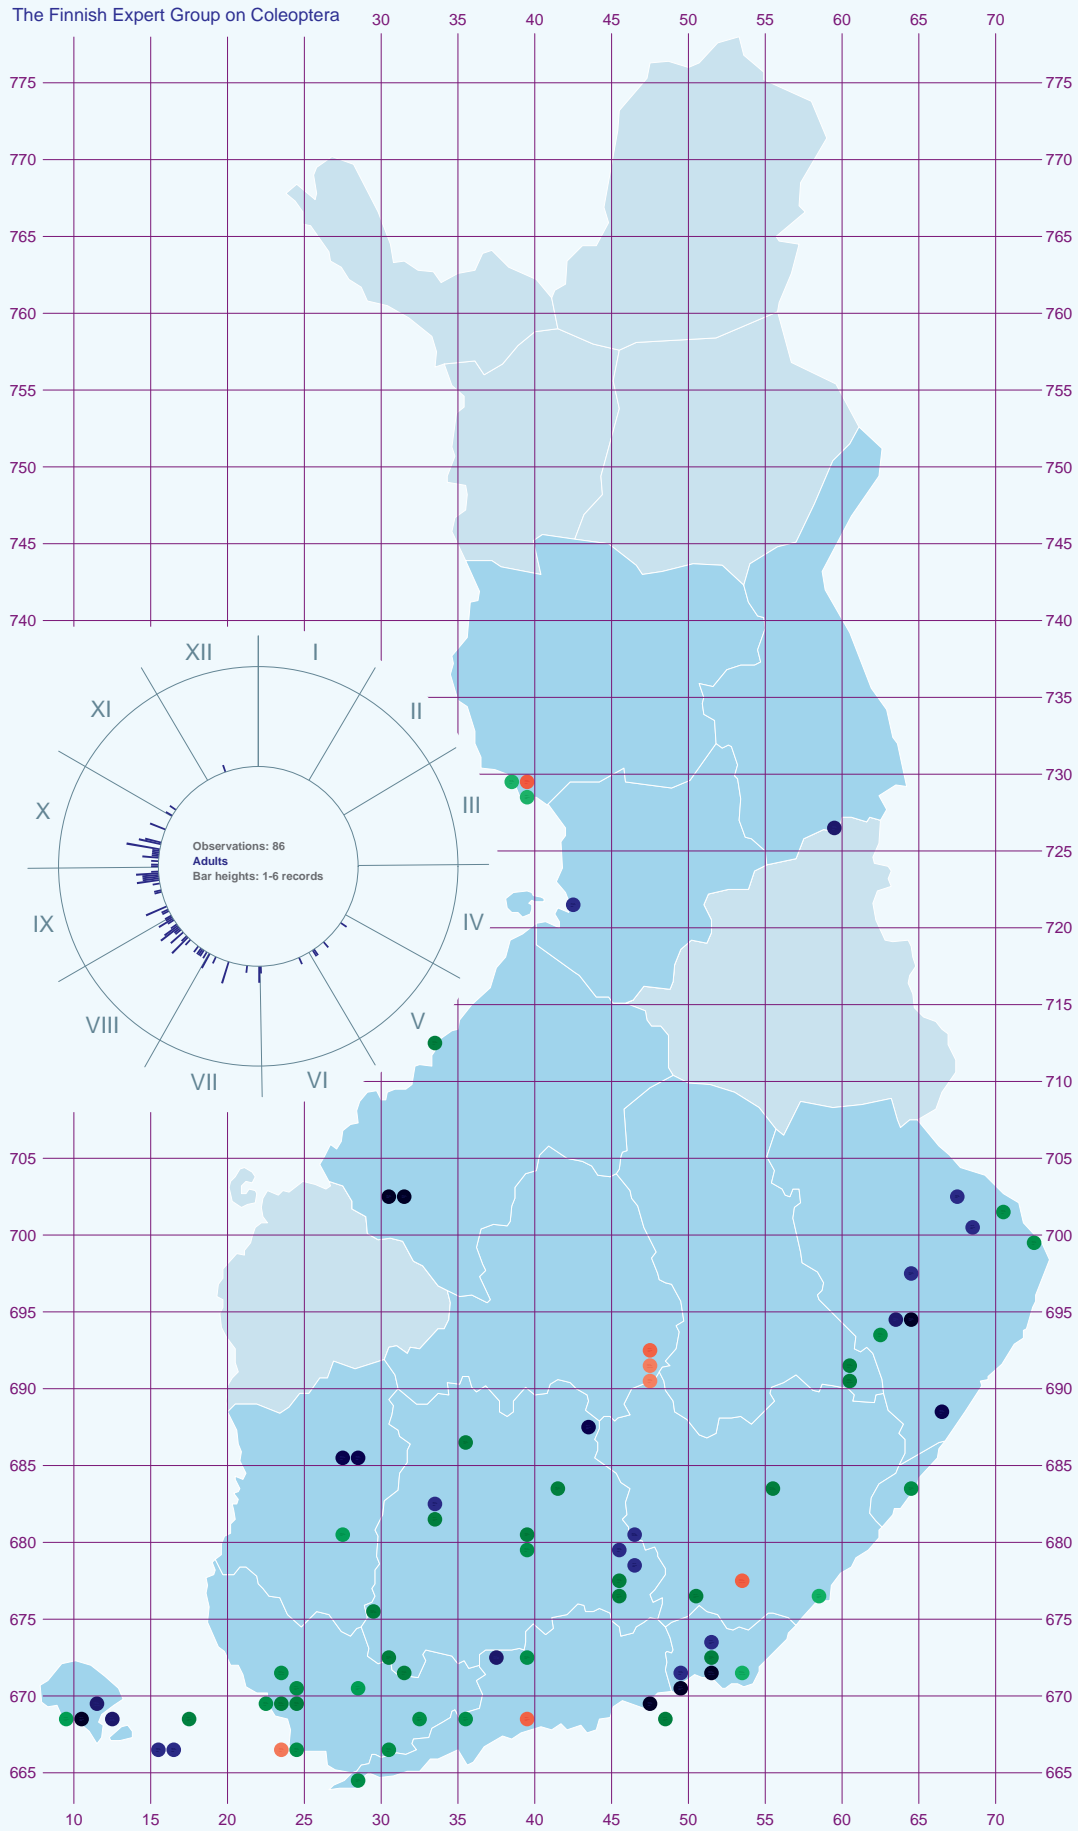 The Finnish Expert Group on Coleoptera
30 35 40 45 50 55 60 65 70
775 775
770 770
765 765
760 760
755 755
750 750
745 745
740 740
XII I
735
XI II
730
X III
Observations: 86
Adults
Bar heights: 1-6 records
725
IX IV
720
715
VIII V
VII VI
710
705 705
700 700
695 695
690 690
685 685
680 680
675 675
670 670
665 665
10 15 20 25 30 35 40 45 50 55 60 65 70